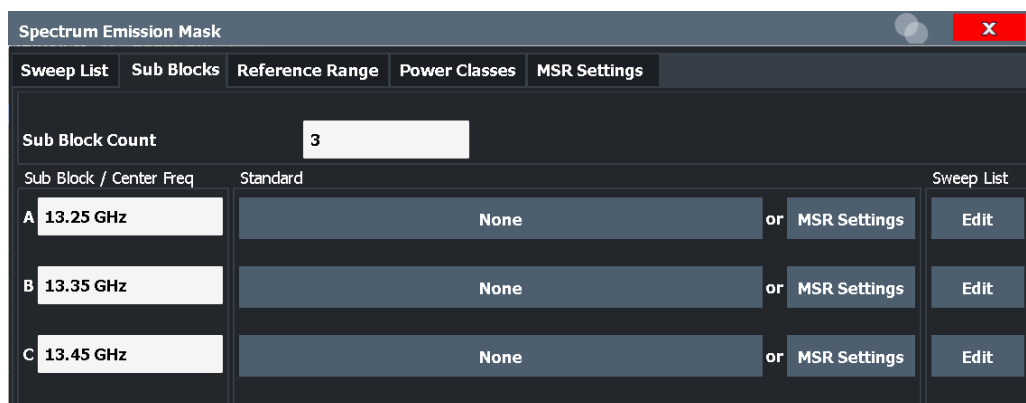 Spectrum Emission Mask X
Sweep List Sub Blocks Reference Range Power Classes MSR Settings
Sub Block Count 3
Sub Block / Center Freq Standard Sweep List
A 13.25 GHz None or MSR Settings Edit
B 13.35 GHz None or MSR Settings Edit
C 13.45 GHz None or MSR Settings Edit